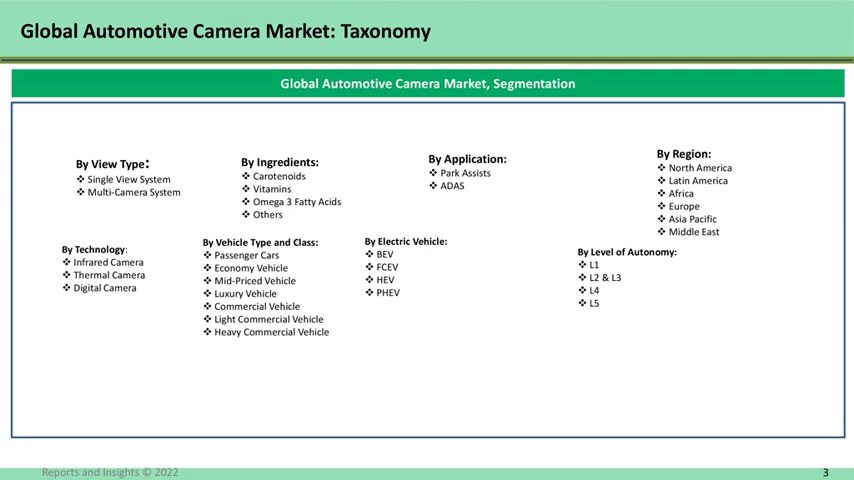 Global Automotive Camera Market: Taxonomy
Global Automotive Camera Market, Segmentation
By View Type:
❖ Single View System
❖ Multi-Camera System
By Ingredients:
❖ Carotenoids
❖ Vitamins
❖ Omega 3 Fatty Acids
❖ Others
By Application:
❖ Park Assists
❖ ADAS
By Region:
❖ North America
❖ Latin America
❖ Africa
❖ Europe
❖ Asia Pacific
❖ Middle East
By Technology:
❖ Infrared Camera
❖ Thermal Camera
❖ Digital Camera
By Vehicle Type and Class:
❖ Passenger Cars
❖ Economy Vehicle
❖ Mid-Priced Vehicle
❖ Luxury Vehicle
❖ Commercial Vehicle
❖ Light Commercial Vehicle
❖ Heavy Commercial Vehicle
By Electric Vehicle:
❖ BEV
❖ FCEV
❖ HEV
❖ PHEV
By Level of Autonomy:
❖ L1
❖ L2 & L3
❖ L4
❖ L5
Reports and Insights © 2022
3